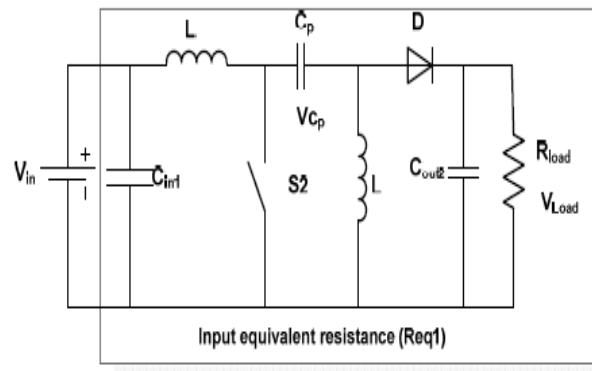 L
Cp
D
Vcp
Vin
+
Cin1
S2
L
Cout2
Rload
VLoad
Input equivalent resistance (Req1)